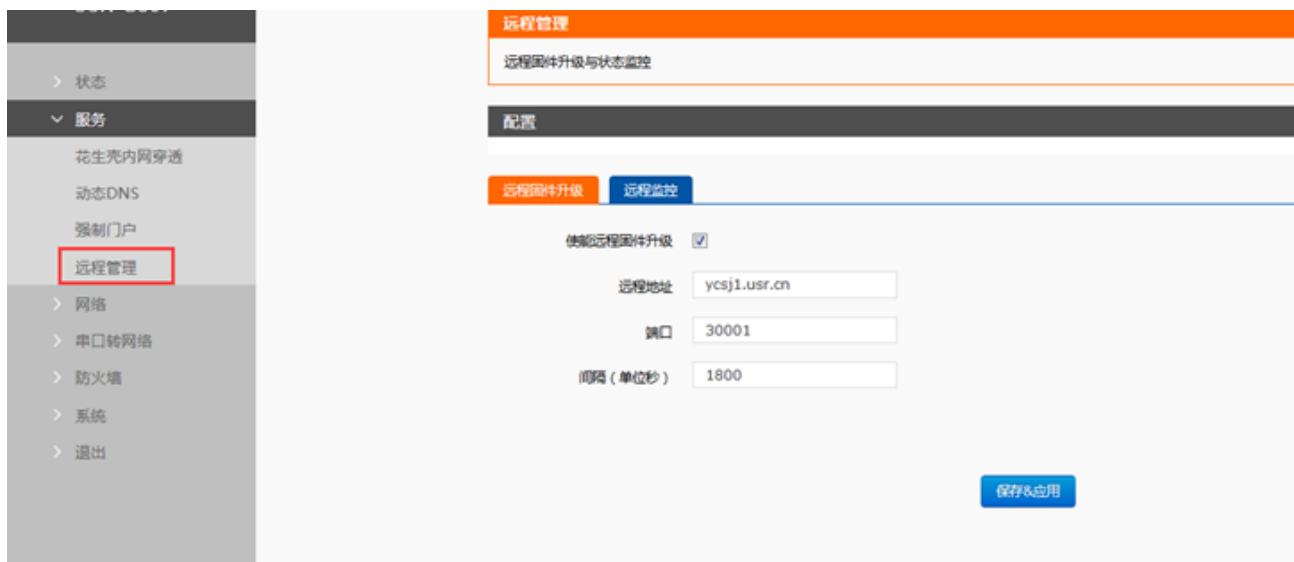 状态
服务
花生壳内网穿透
动态DNS
强制门户
远程管理
网络
串口转网络
防火墙
系统
退出
远程管理
远程固件升级与状态监控
配置
远程固件升级
远程监控
使能远程固件升级
远程地址 ycsj1.usr.cn
端口 30001
间隔（单位秒） 1800
保存&应用